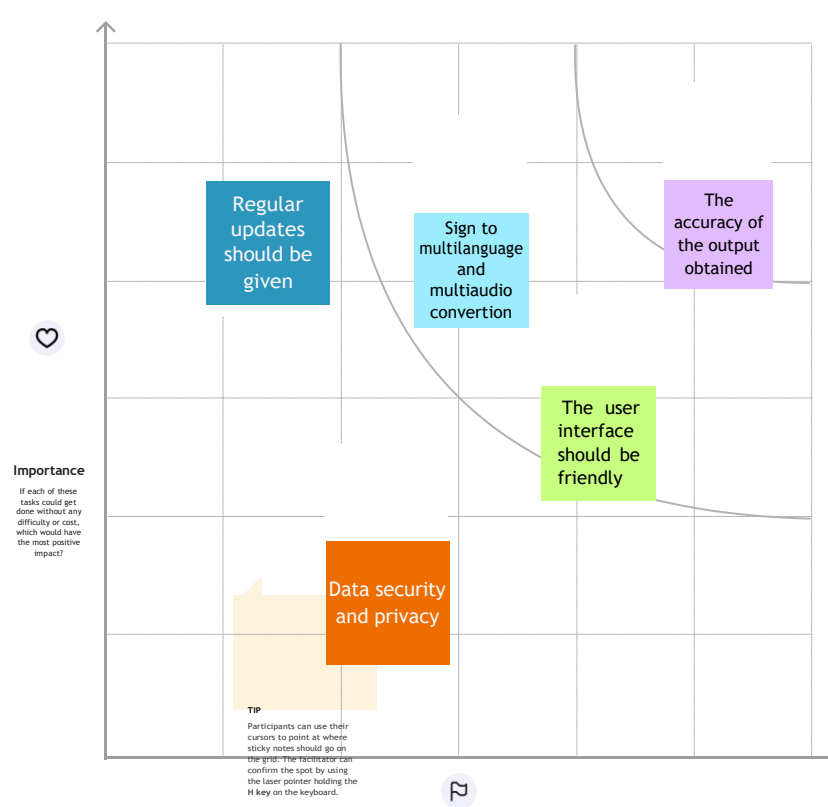 Regular
updates
should be
given
Sign to
multilanguage
and
multiaudio
convertion
The
accuracy of
the output
obtained
The user
interface
should be
friendly
Importance
If each of these
tasks could get
done without any
difficulty or cost,
which would have
the most positive
impact?
Data security
and privacy
TIP
Participants can use their
cursors to point at where
sticky notes should go on
the grid. The facilitator can
confirm the spot by using
the laser pointer holding the
H key on the keyboard.